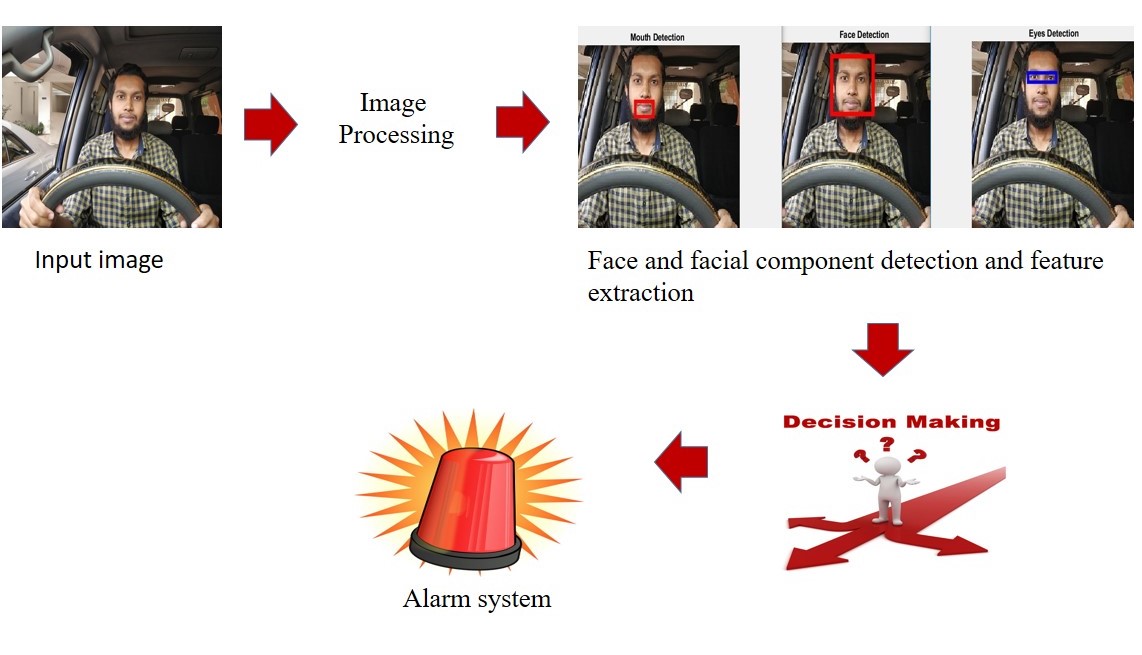 Mouth Detection
Face Detection
Eyes Detection
Image
Processing
Input image
Face and facial component detection and feature
extraction
Decision Making
? ? ?
Alarm system